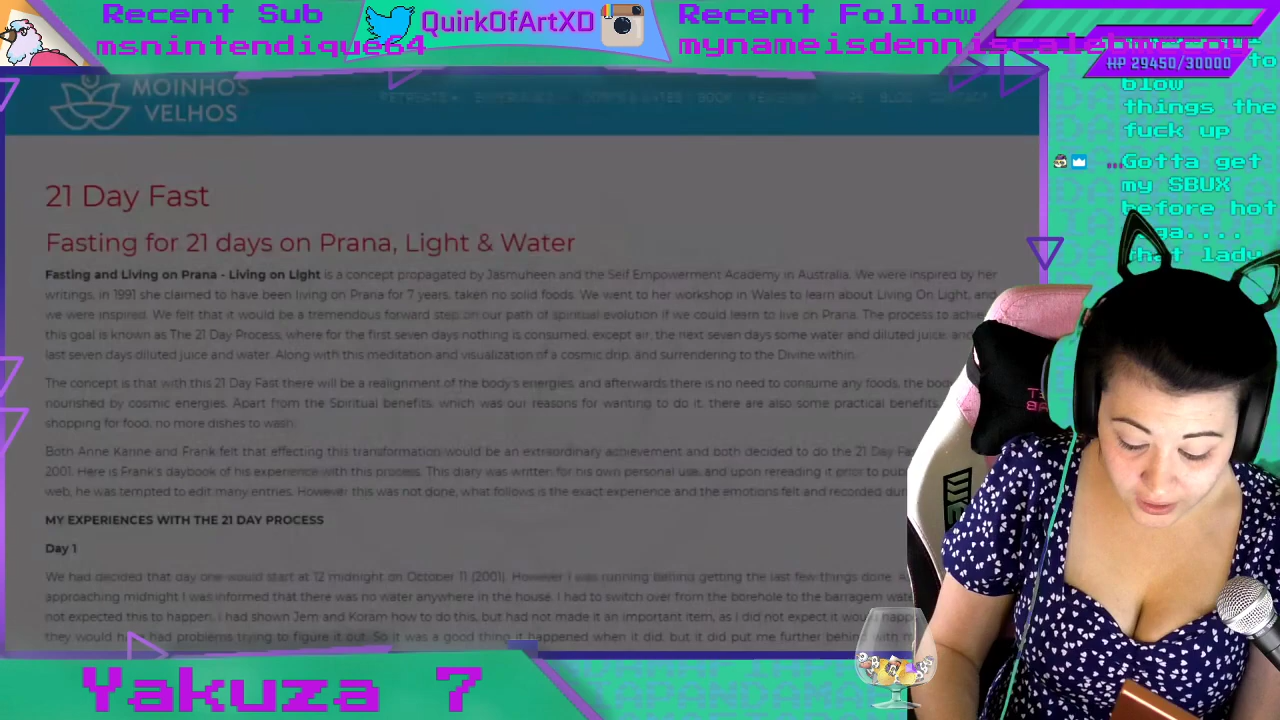 Recent Sub
msnintendique64
QuirkOfArtXD
Recent Follow
HP 29450/30000
to
blow
things the
fuck up
...Gotta get
my SBUX
before hot
that lady
MOINHOS
VELHOS
BOOK
BLOG
21 Day Fast
Fasting for 21 days on Prana, Light & Water
Fasting and Living on Prana - Living on Light is a concept propagated by Jasmuheen and the Self Empowerment Academy in Australia. We were inspired by her
writings, in 1991 she claimed to have been living on Prana for 7 years, taken no solid foods. We went to her workshop in Wales to learn about Living On Light, and
we were inspired. We felt that it would be a tremendous forward step on our path of spiritual evolution if we could learn to live on Prana. The process to
this goal is known as The 21 Day Process, where for the first seven days nothing is consumed, except air, the next seven days some water and diluted juice, and
last seven days diluted juice and water. Along with this meditation and visualization of a cosmic drip, and surrendering to the Divine within.
The concept is that with this 21 Day Fast there will be a realignment of the body's energies, and afterwards there is no need to consume any foods, the
nourished by cosmic energies. Apart from the Spiritual benefits, which was our reasons for wanting to do it, there are also some practical benefits,
shopping for food, no more dishes to wash!
Both Anne Karine and Frank felt that effecting this transformation would be an extraordinary achievement and both decided to do the 21 Day
2001. Here is Frank's daybook of his experience with this process. This diary was written for his own personal use, and upon rereading it prior to
web, he was tempted to edit many entries. However this was not done, what follows is the exact experience and the emotions felt and recorded
MY EXPERIENCES WITH THE 21 DAY PROCESS
Day 1
We had decided that day one would start at 12 midnight on October 11 (2001). However I was running behind getting the last few things done.
approaching midnight I was informed that there was no water anywhere in the house. I had to switch over from the borehole to the barragem
not expected this to happen, I had shown Jem and Koram how to do this, but had not made it an important item, as I did not expect it would
they would had problems trying to figure it out. So it was a good thing it happened when it did, but it did put me further behind with
Yakuza 7